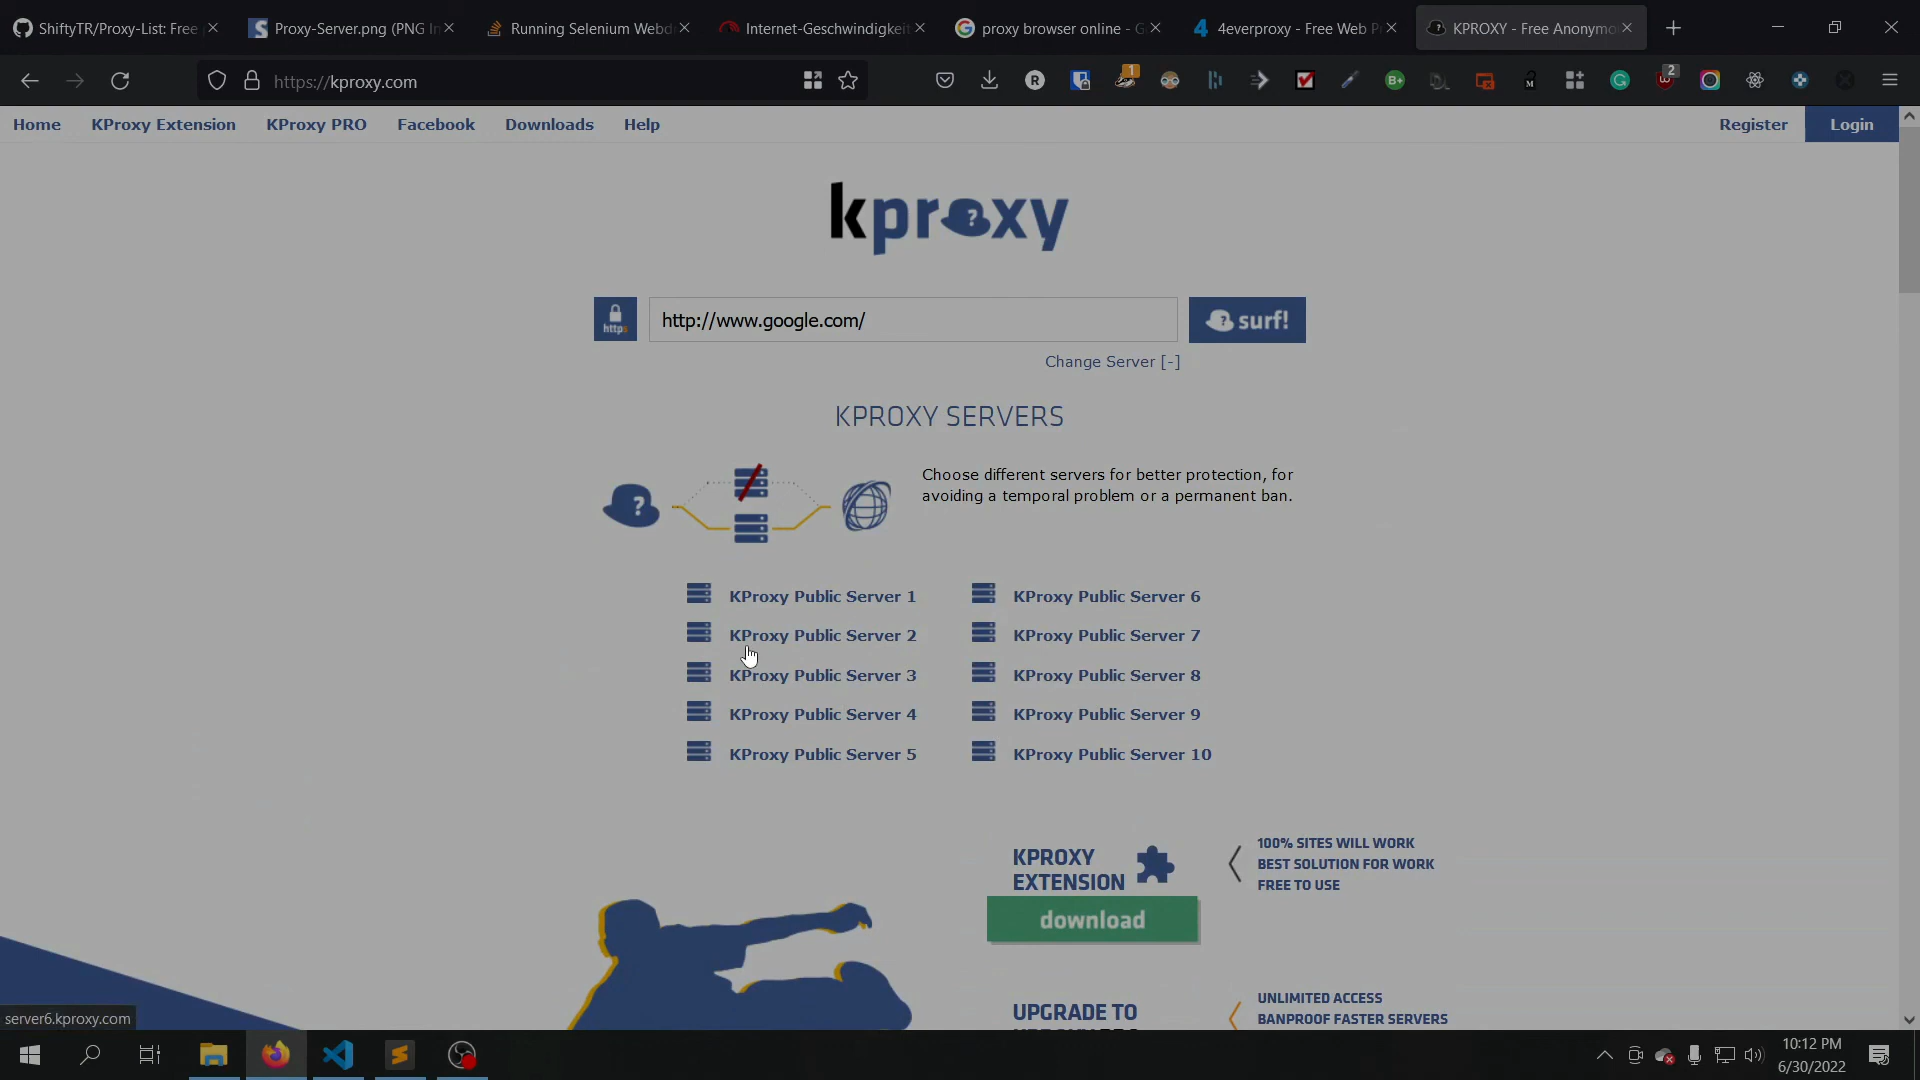 ShiftyTR/Proxy-List: Free
Proxy-Server.png (PNG I
Running Selenium Webd
Internet-Geschwindigkeit
proxy browser online - G
4everproxy - Free Web P
KPROXY - Free Anonymo
https://kproxy.com
1
2
Home
KProxy Extension
KProxy PRO
Facebook
Downloads
Help
Register
Login
kproxy
https
http://www.google.com/
surf!
Change Server [-]
KPROXY SERVERS
Choose different servers for better protection, for
avoiding a temporal problem or a permanent ban.
KProxy Public Server 1
KProxy Public Server 6
KProxy Public Server 2
KProxy Public Server 7
KProxy Public Server 3
KProxy Public Server 8
KProxy Public Server 4
KProxy Public Server 9
KProxy Public Server 5
KProxy Public Server 10
KPROXY
EXTENSION
download
100% SITES WILL WORK
BEST SOLUTION FOR WORK
FREE TO USE
UPGRADE TO
UNLIMITED ACCESS
BANPROOF FASTER SERVERS
server6.kproxy.com
10:12 PM
6/30/2022